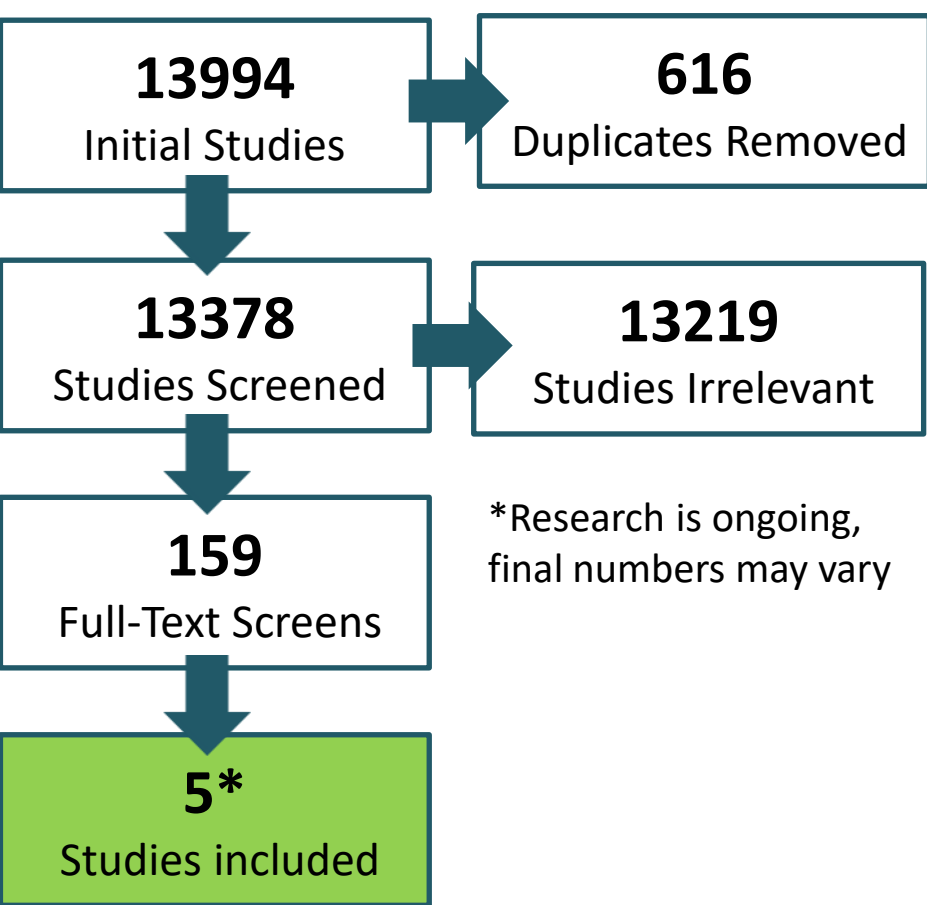 13994
Initial Studies
616
Duplicates Removed
13378
Studies Screened
13219
Studies Irrelevant
159
Full-Text Screens
*Research is ongoing,
final numbers may vary
5*
Studies included